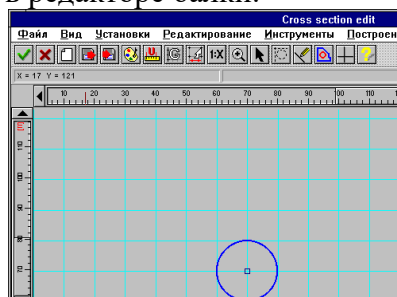 в редакторе балки.
Cross section edit
Файл Вид Установки Редактирование Инструменты Построен
1:X
X = 17 Y = 121
10 20 30 40 50 60 70 80 90 100 110